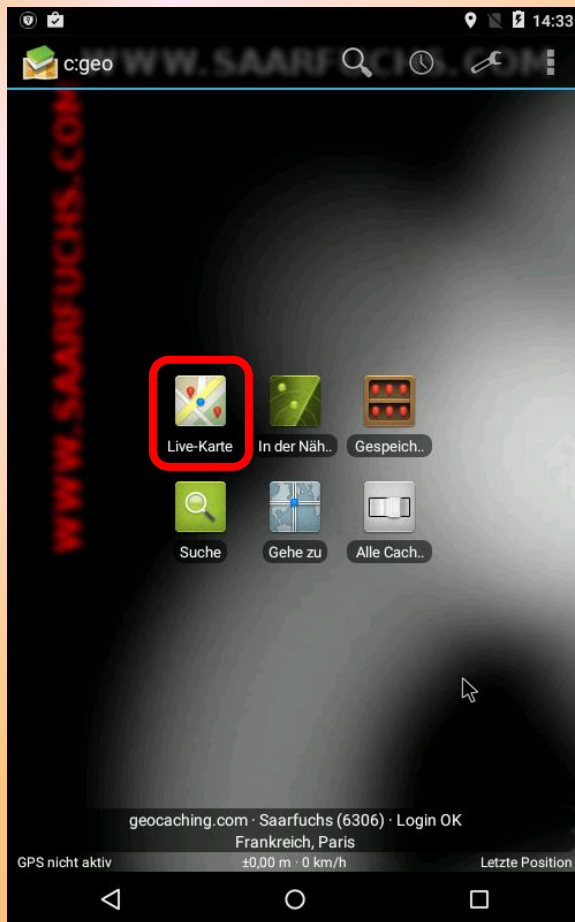 14:33
c:geo
WWW.SAARFUCHS.COM
WWW.SAARFUCHS.COM
Live-Karte
In der Näh..
Gespeich..
Suche
Gehe zu
Alle Cach..
geocaching.com · Saarfuchs (6306) · Login OK
Frankreich, Paris
GPS nicht aktiv
±0,00 m · 0 km/h
Letzte Position